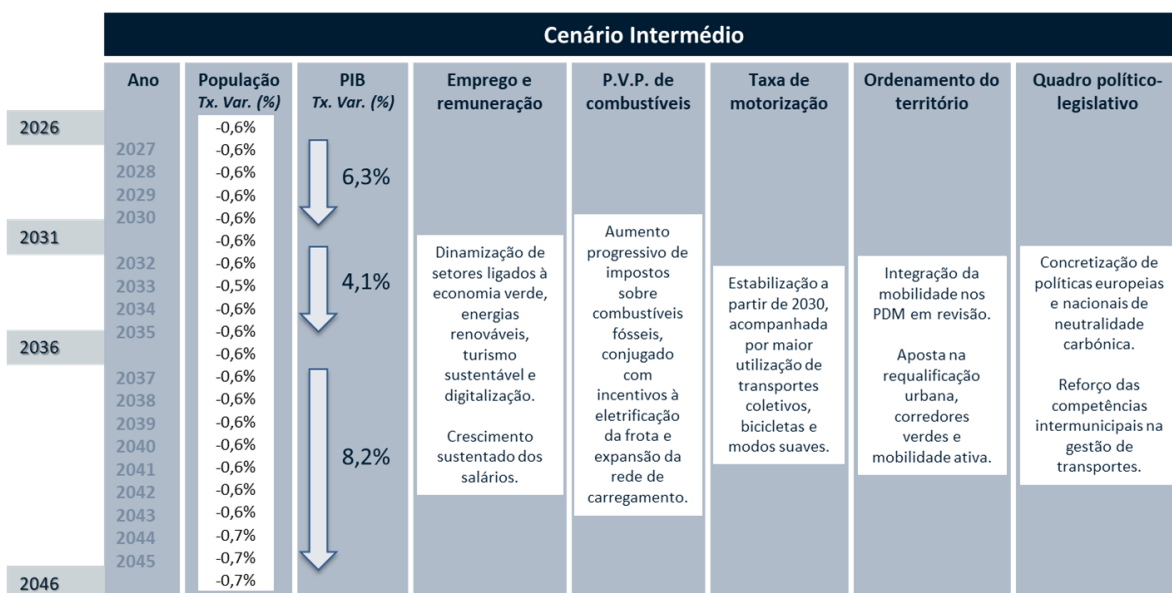 Cenário Intermédio
Ano
População
Tx. Var. (%)
PIB
Tx. Var. (%)
Emprego e
remuneração
P.V.P. de
combustíveis
Taxa de
motorização
Ordenamento do
território
Quadro político-
legislativo
2026
2027
2028
2029
2030
2031
2032
2033
2034
2035
2036
2037
2038
2039
2040
2041
2042
2043
2044
2045
2046
-0,6%
-0,6%
-0,6%
-0,6%
-0,6%
-0,6%
-0,6%
-0,5%
-0,6%
-0,6%
-0,6%
-0,6%
-0,6%
-0,6%
-0,6%
-0,6%
-0,6%
-0,6%
-0,7%
-0,7%
-0,7%
6,3%
4,1%
8,2%
Dinamização de
setores ligados à
economia verde,
energias
renováveis,
turismo
sustentável e
digitalização.
Crescimento
sustentado dos
salários.
Aumento
progressivo de
impostos
sobre
combustíveis
fósseis,
conjugado
com
incentivos à
eletrificação
da frota e
expansão da
rede de
carregamento.
Estabilização a
partir de 2030,
acompanhada
por maior
utilização de
transportes
coletivos,
bicicletas e
modos suaves.
Integração da
mobilidade nos
PDM em revisão.
Aposta na
requalificação
urbana,
corredores
verdes e
mobilidade ativa.
Concretização de
políticas europeias
e nacionais de
neutralidade
carbónica.
Reforço das
competências
intermunicipais na
gestão de
transportes.